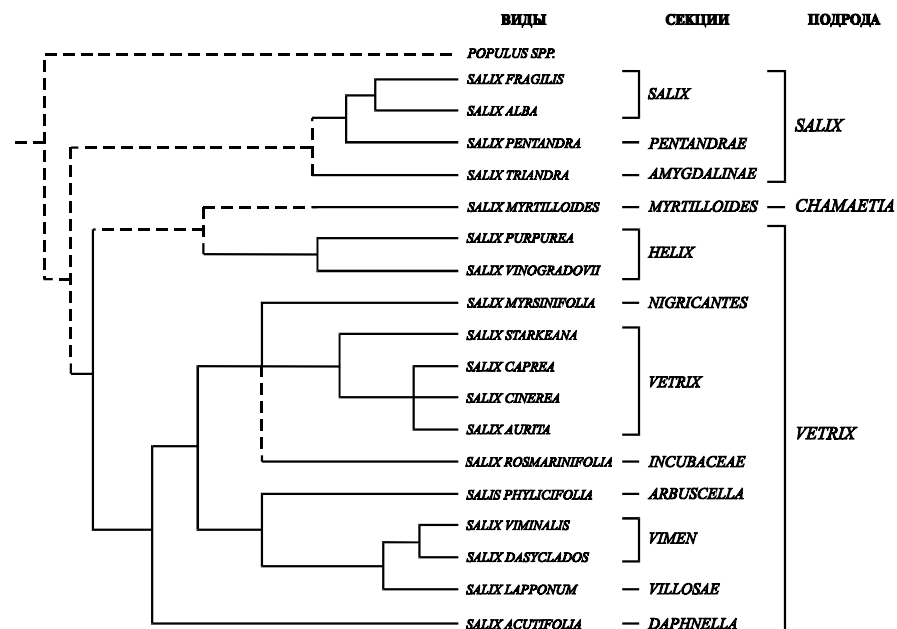 ВИДЫ СЕКЦИИ ПОДРОДА
POPULUS SPP.
SALIX FRAGILIS
SALIX
SALIX ALBA
SALIX
SALIX PENTANDRA PENTANDRAE
SALIX TRIANDRA AMYGDALINAE
SALIX MYRTILLOIDES MYRTILLOIDES CHAMAETIA
SALIX PURPUREA
HELIX
SALIX VINOGRADOVII
SALIX MYRSINIFOLIA NIGRICANTES
SALIX STARKEANA
SALIX CAPREA
VETRIX
SALIX CINEREA
SALIX AURITA
VETRIX
SALIX ROSMARINIFOLIA INCUBACEAE
SALIS PHYLICIFOLIA ARBUSCELLA
SALIX VIMINALIS
VIMEN
SALIX DASYCLADOS
SALIX LAPPONUM VILLOSAE
SALIX ACUTIFOLIA DAPHNELLA